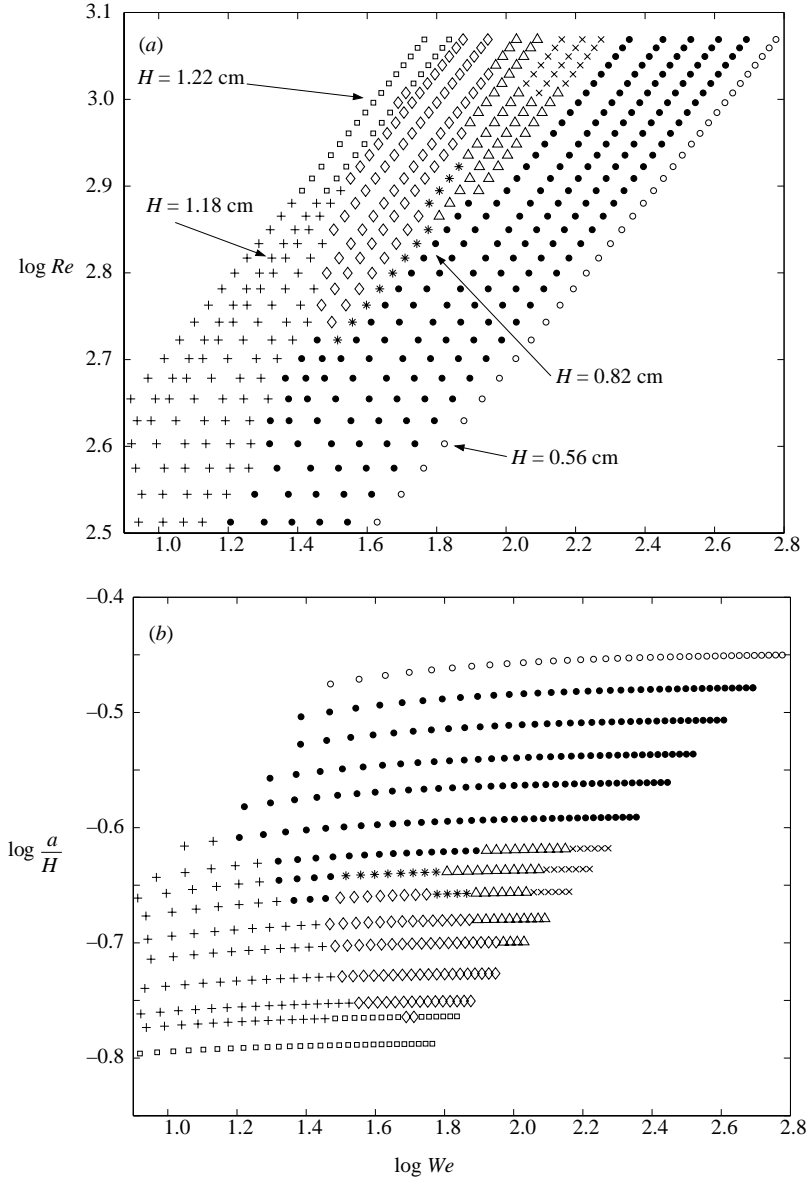 (a)
3.1
3.0
2.9
2.8
2.7
2.6
2.5
log Re
H = 1.22 cm
H = 1.18 cm
H = 0.82 cm
H = 0.56 cm
1.0 1.2 1.4 1.6 1.8 2.0 2.2 2.4 2.6 2.8
(b)
–0.4
–0.5
–0.6
–0.7
–0.8
log a/H
1.0 1.2 1.4 1.6 1.8 2.0 2.2 2.4 2.6 2.8
log We